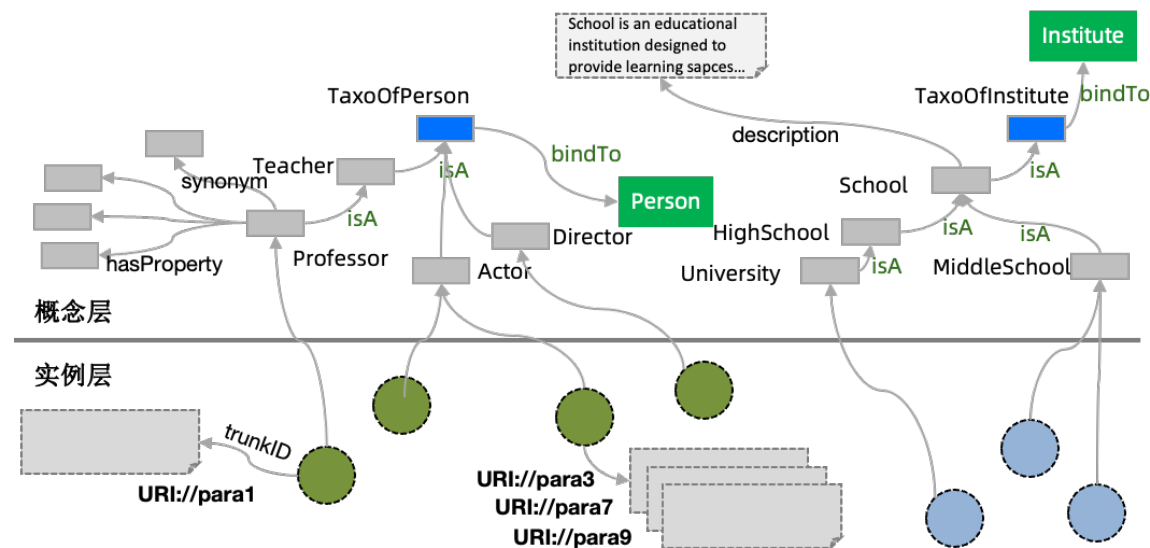 School is an educational
institution designed to
provide learning sapces...
Institute
TaxoOfPerson
TaxoOfInstitute
bindTo
description
Teacher
isA
bindTo
synonym
School
isA
Person
isA
HighSchool
isA
isA
Director
Professor
hasProperty
Actor
University
isA
MiddleSchool
概念层
实例层
trunkID
URI://para1
URI://para3
URI://para7
URI://para9